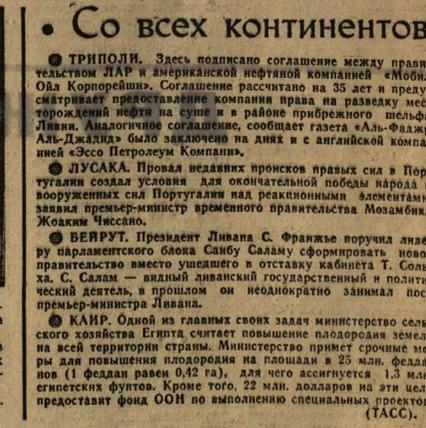 • Со всех континентов
● ТРИПОЛИ. Здесь подписано соглашение между прави
тельством ЛАР и американской нефтяной компанией «Мобил
Ойл Корпорейшн». Соглашение рассчитано на 35 лет и преду
сматривает предоставление компании права на разведку мес
торождений нефти на суше и в районе прибрежного шельфа
Ливии. Аналогичное соглашение, сообщает газета «Аль-Фаджр
Аль-Джадид» было заключено на днях и с английской компа
нией «Эссо Петролеум Компани».
● ЛУСАКА. Провал недавних происков правых сил в Пор
тугалии создал условия для окончательной победы народа и
вооруженных сил Португалии над реакционными элементами
заявил премьер-министр временного правительства Мозамбик
Жоаким Чиссано.
● БЕЙРУТ. Президент Ливана С. Франжье поручил лиде
ру парламентского блока Саибу Саламу сформировать ново
правительство вместо ушедшего в отставку кабинета Т. Соль
ха. С. Салам — видный ливанский государственный и полити
ческий деятель, в прошлом он неоднократно занимал пос
премьер-министра Ливана.
● КАИР. Одной из главных своих задач министерство сель
ского хозяйства Египта считает повышение плодородия земел
на всей территории страны. Министерство примет срочные ме
ры для повышения плодородия на площади в 25 млн. федда
нов (1 феддан равен 0,42 га), для чего ассигнуется 1,3 мл
египетских фунтов. Кроме того, 22 млн. долларов на эти цел
предоставит фонд ООН по выполнению специальных проектов
(ТАСС).